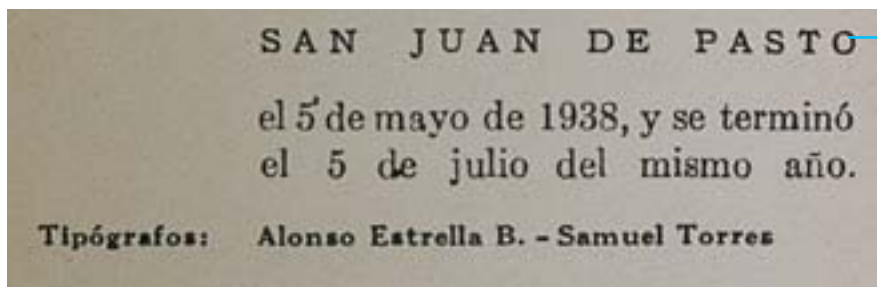 SAN JUAN DE PASTO
el 5 de mayo de 1938, y se terminó
el 5 de julio del mismo año.
Tipógrafos: Alonso Estrella B. - Samuel Torres